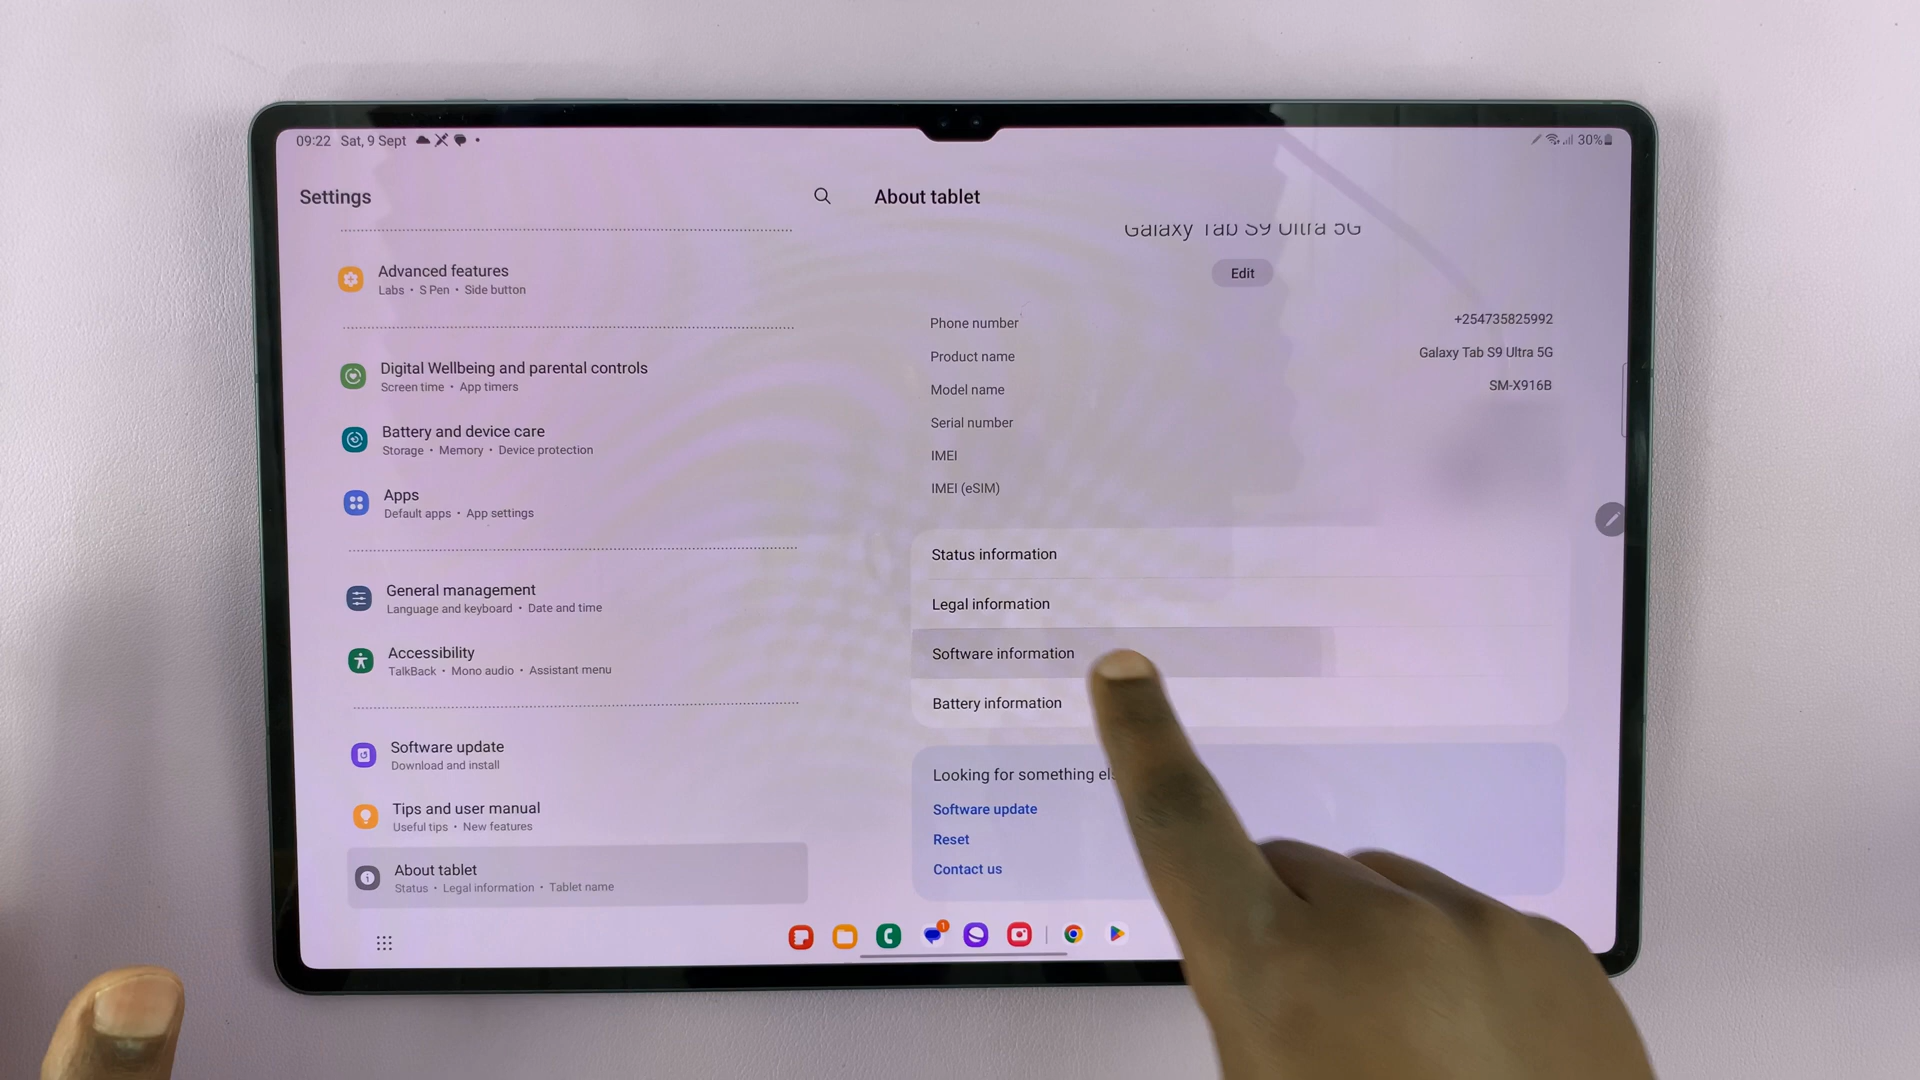 09:22 Sat, 9 Sept
30%
Settings
About tablet
Galaxy Tab S9 Ultra 5G
Edit
Advanced features
Labs • S Pen • Side button
Digital Wellbeing and parental controls
Screen time • App timers
Battery and device care
Storage • Memory • Device protection
Apps
Default apps • App settings
General management
Language and keyboard • Date and time
Accessibility
TalkBack • Mono audio • Assistant menu
Software update
Download and install
Tips and user manual
Useful tips • New features
About tablet
Status • Legal information • Tablet name
Phone number +254735825992
Product name Galaxy Tab S9 Ultra 5G
Model name SM-X916B
Serial number
IMEI
IMEI (eSIM)
Status information
Legal information
Software information
Battery information
Looking for something els
Software update
Reset
Contact us
1